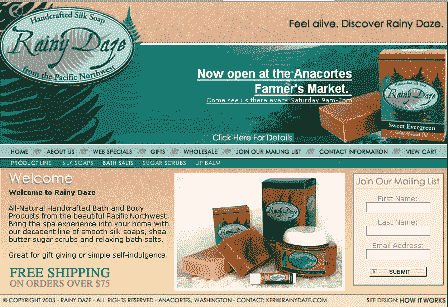 Handcrafted Silk Soap
Rainy Daze
from the Pacific Northwest
Feel alive. Discover Rainy Daze.
Now open at the Anacortes
Farmer's Market.
Come see us there every Saturday 9am-2pm
Click Here For Details
Rainy Daze
Sweet Evergreen
HOME ABOUT US WEB SPECIALS GIFTS WHOLESALE JOIN OUR MAILING LIST CONTACT INFORMATION VIEW CART
PRODUCT LINE SILK SOAPS BATH SALTS SUGAR SCRUBS LIP BALM
Welcome
Welcome to Rainy Daze
All-Natural Handcrafted Bath and Body
Products from the beautiful Pacific Northwest.
Bring the spa experience into your home with
our decadent line of smooth silk soaps, shea
butter sugar scrubs and relaxing bath salts.
Great for gift giving or simple self-indulgence.
FREE SHIPPING
ON ORDERS OVER $75
Join Our Mailing List
First Name:
Last Name:
Email Address:
SUBMIT
© COPYRIGHT 2003 - RAINY DAZE - ALL RIGHTS RESERVED - ANACORTES, WASHINGTON - CONTACT: KERI@RAINYDAZE.COM
SITE DESIGN: HOW IT WORKS